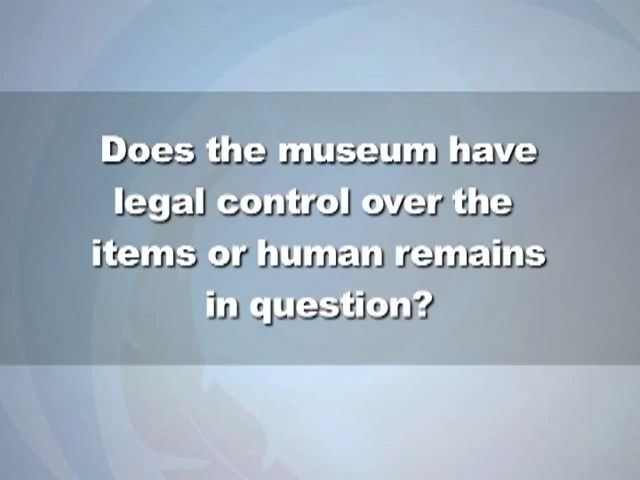 Does the museum have
legal control over the
items or human remains
in question?